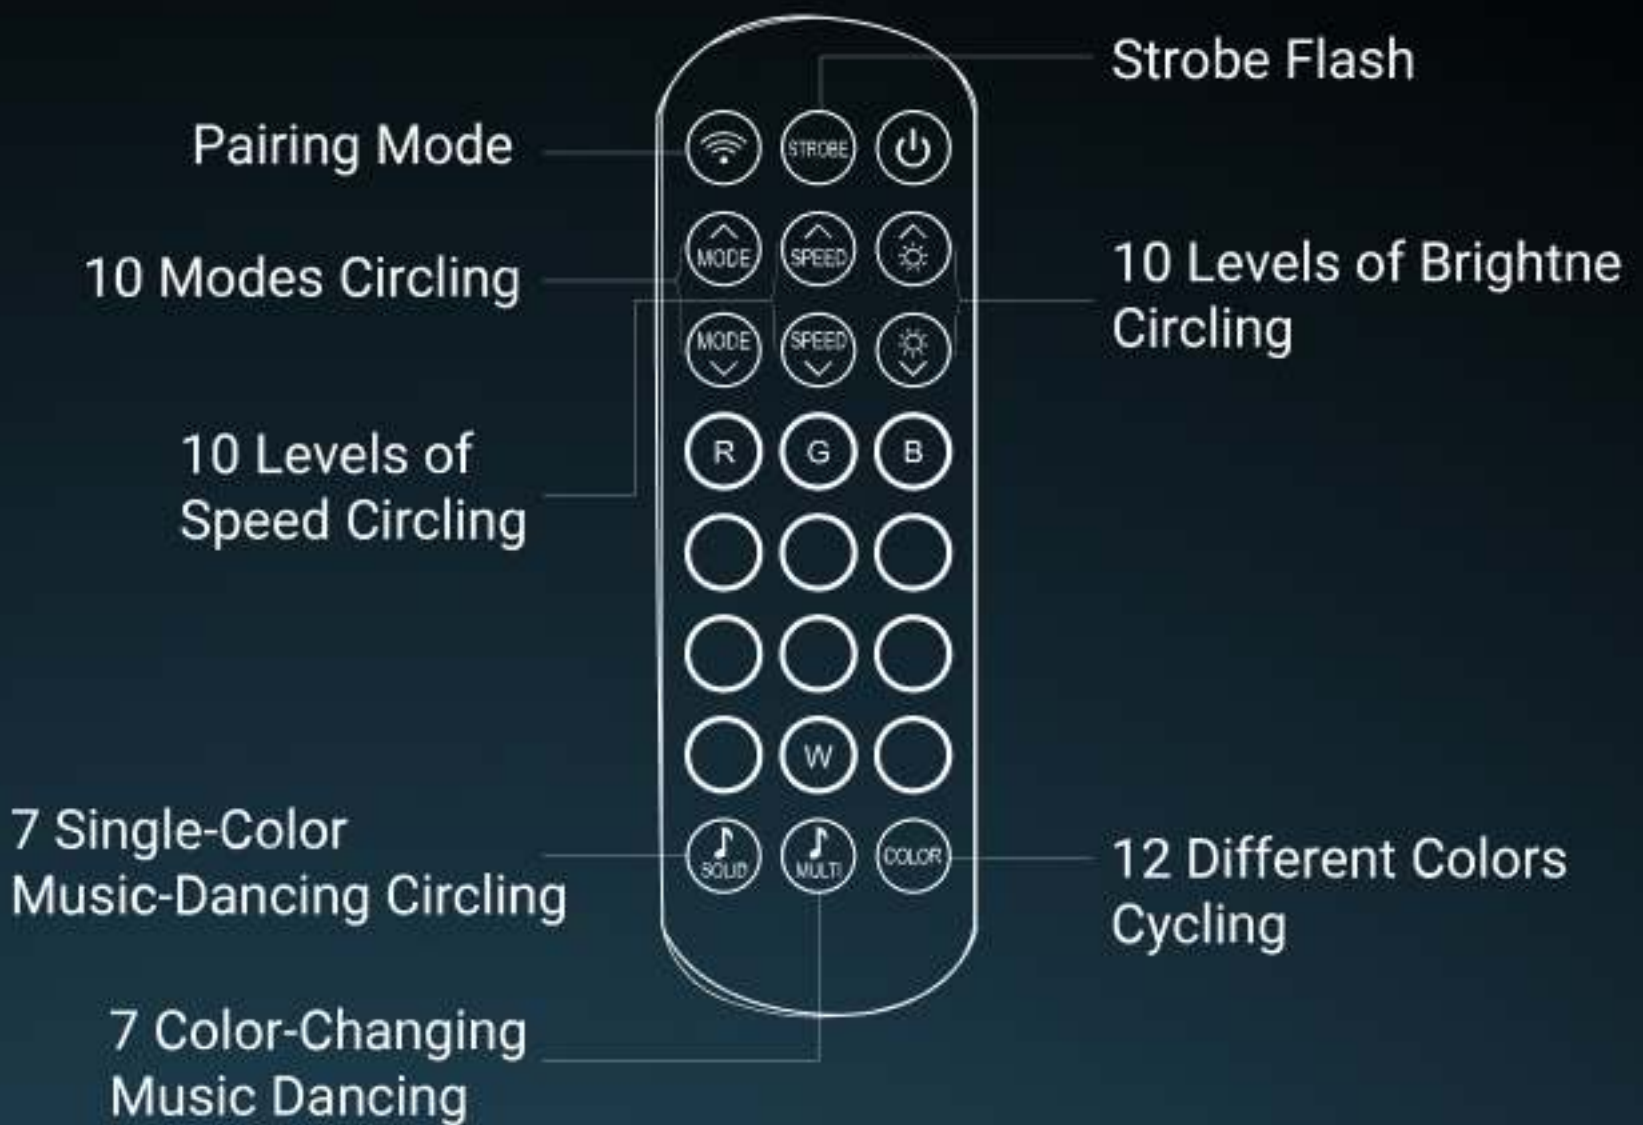 Strobe Flash
Pairing Mode
STROBE
10 Modes Circling
MODE
SPEED
10 Levels of Brightne
Circling
MODE
SPEED
10 Levels of
Speed Circling
R
G
B
W
7 Single-Color
Music-Dancing Circling
SOLID
MULTI
COLOR
12 Different Colors
Cycling
7 Color-Changing
Music Dancing